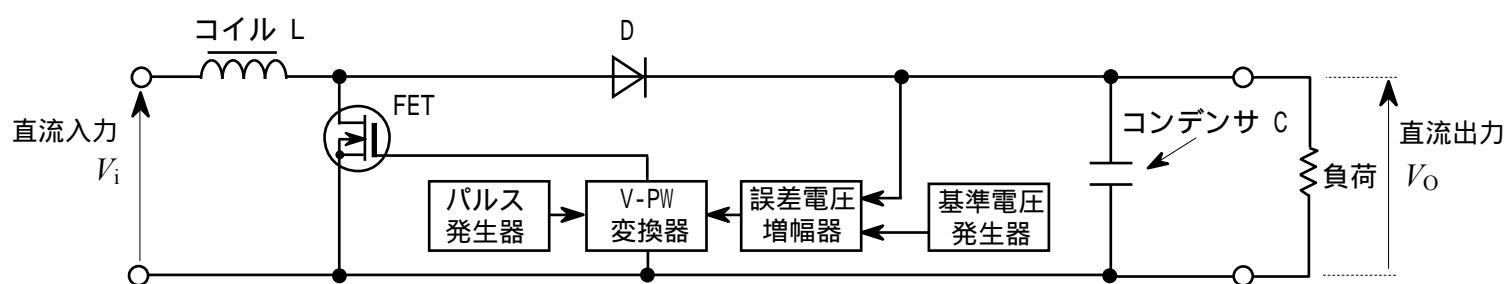 コイル L
D
FET
直流入力
Vi
パルス
発生器
V-PW
変換器
誤差電圧
増幅器
基準電圧
発生器
コンデンサ C
負荷
直流出力
VO